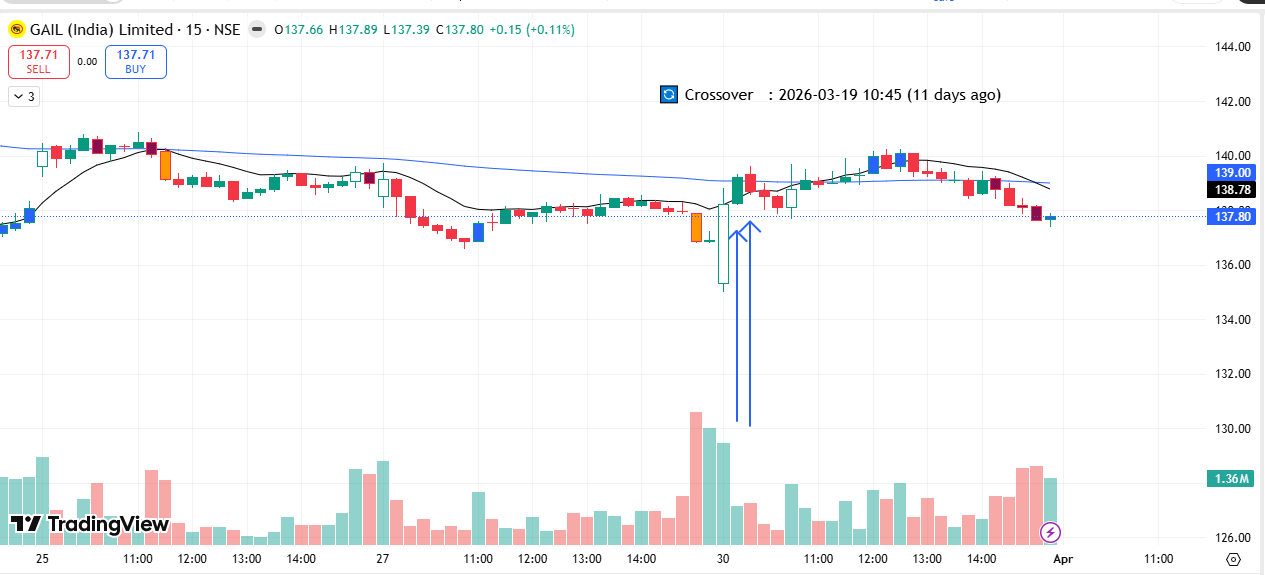 GAIL (India) Limited · 15 · NSE O137.66 H137.89 L137.39 C137.80 +0.15 (+0.11%)
137.71 SELL
0.00
137.71 BUY
3
Crossover : 2026-03-19 10:45 (11 days ago)
144.00
142.00
140.00
139.00
138.78
137.80
136.00
134.00
132.00
130.00
1.36M
126.00
TradingView
25 11:00 12:00 13:00 14:00 27 11:00 12:00 13:00 14:00 30 11:00 12:00 13:00 14:00 Apr 11:00